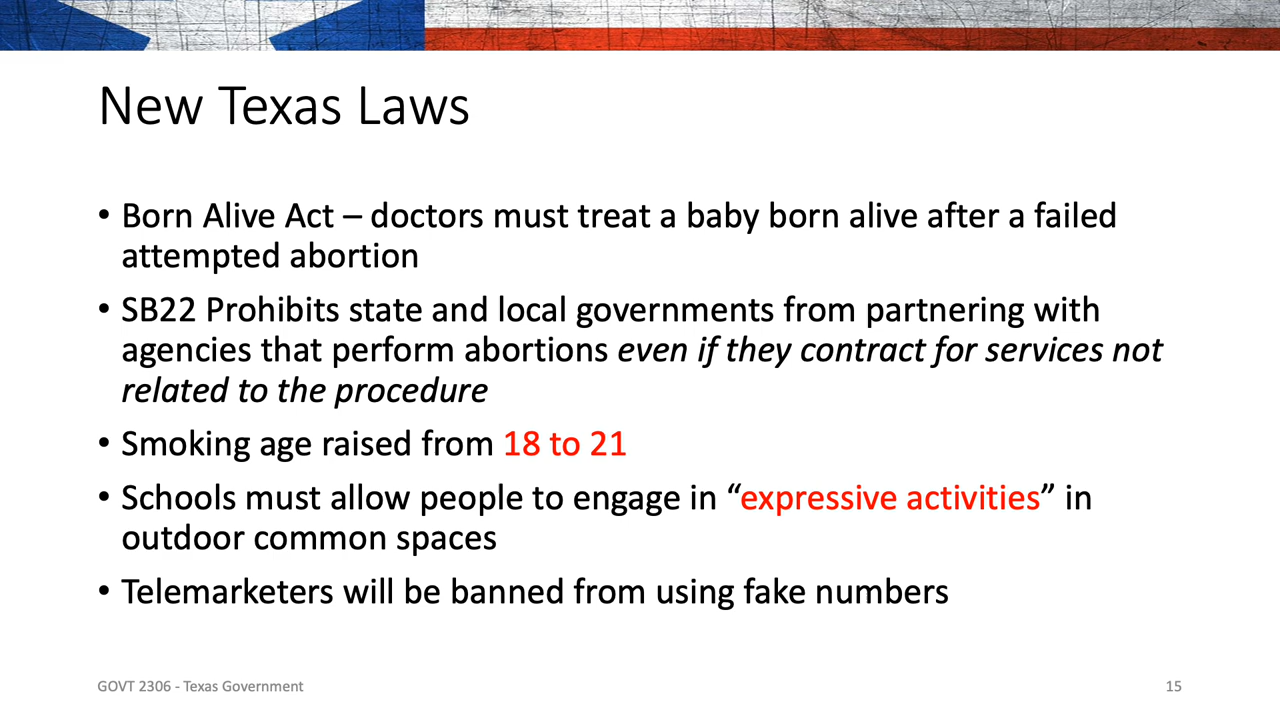 New Texas Laws
• Born Alive Act – doctors must treat a baby born alive after a failed
attempted abortion
• SB22 Prohibits state and local governments from partnering with
agencies that perform abortions even if they contract for services not
related to the procedure
• Smoking age raised from 18 to 21
• Schools must allow people to engage in “expressive activities” in
outdoor common spaces
• Telemarketers will be banned from using fake numbers
GOVT 2306 - Texas Government
15